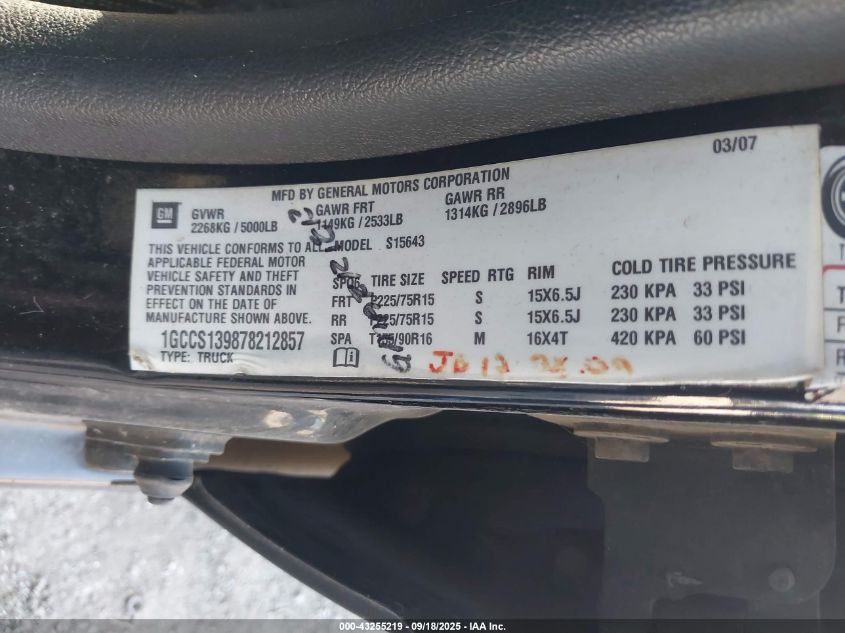 03/07
MFD BY GENERAL MOTORS CORPORATION
GM
GVWR GAWR FRT GAWR RR
2268KG / 5000LB 1149KG / 2533LB 1314KG / 2896LB
THIS VEHICLE CONFORMS TO ALL MODEL S15643
APPLICABLE FEDERAL MOTOR
VEHICLE SAFETY AND THEFT
PREVENTION STANDARDS IN
EFFECT ON THE DATE OF
MANUFACTURE SHOWN ABOVE.
1GCCS139878212857
TYPE: TRUCK
TIRE SIZE SPEED RTG RIM COLD TIRE PRESSURE
FRT P225/75R15 S 15X6.5J 230 KPA 33 PSI
RR S 15X6.5J 230 KPA 33 PSI
SPA M 16X4T 420 KPA 60 PSI
000-43255219 - 09/18/2025 - IAA Inc.